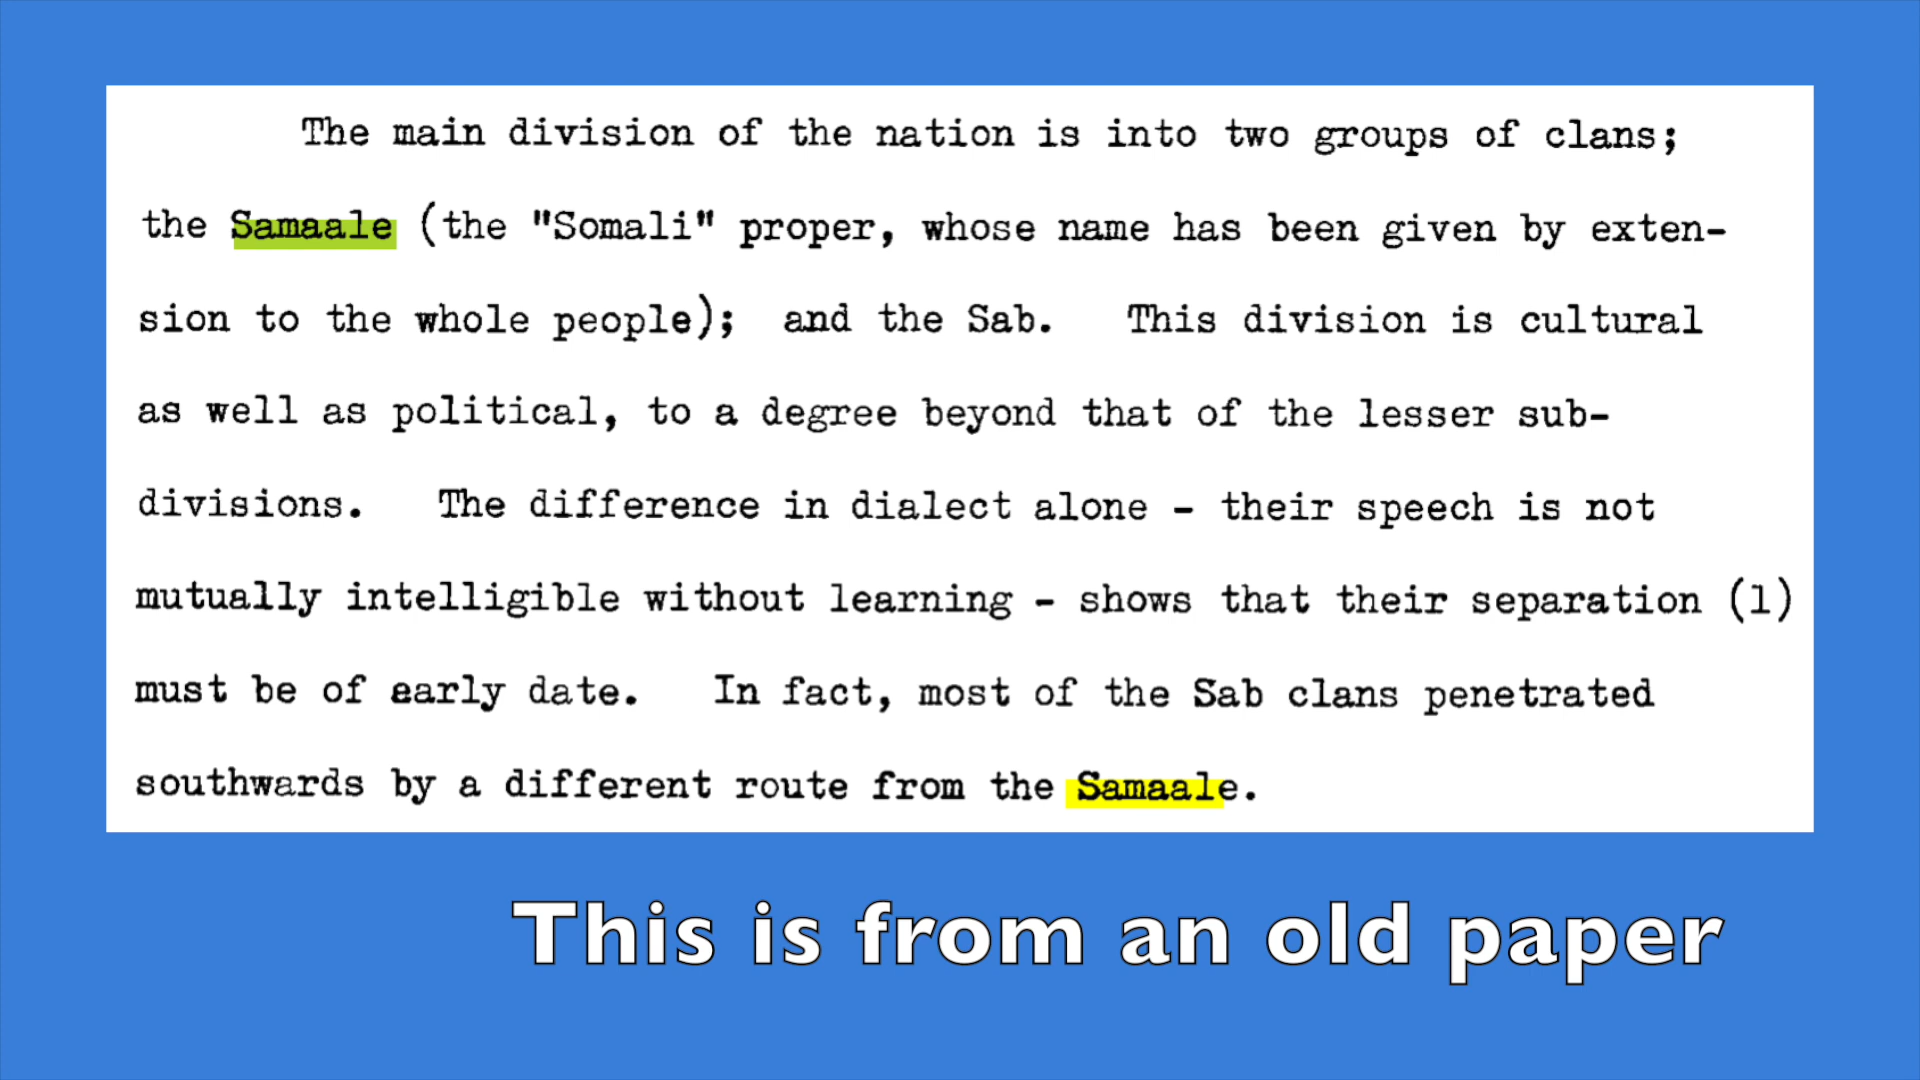 The main division of the nation is into two groups of clans;
the Samaale (the "Somali" proper, whose name has been given by exten-
sion to the whole people); and the Sab. This division is cultural
as well as political, to a degree beyond that of the lesser sub-
divisions. The difference in dialect alone - their speech is not
mutually intelligible without learning - shows that their separation (1)
must be of early date. In fact, most of the Sab clans penetrated
southwards by a different route from the Samaale.
This is from an old paper